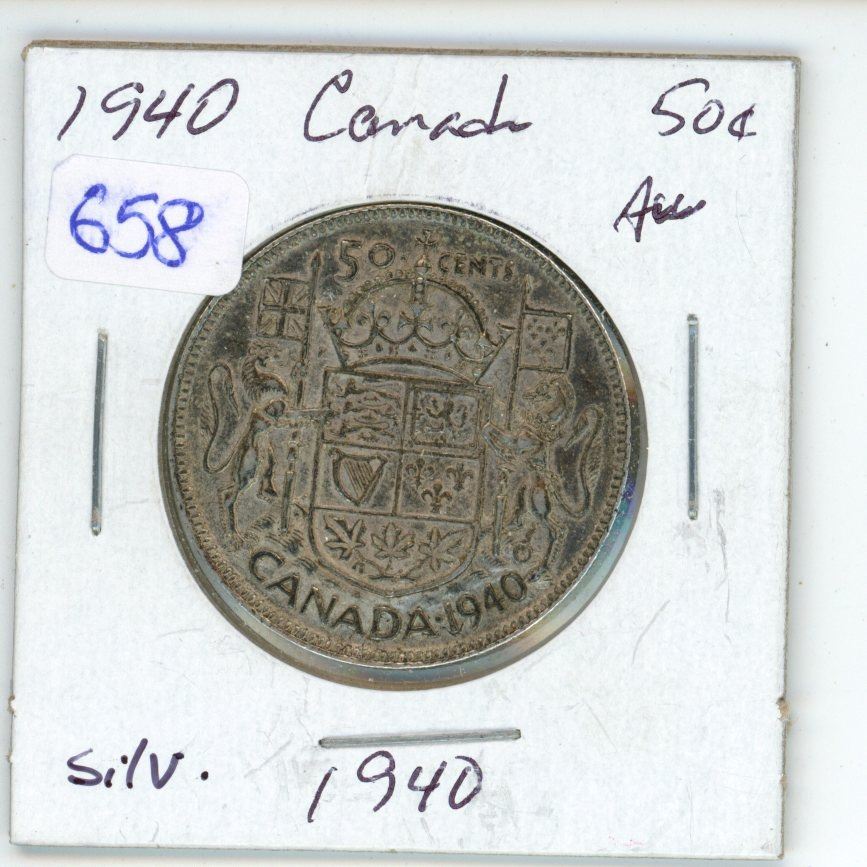 1940 Canada 50¢
658
Au
50 CENTS
CANADA·1940
Silv.
1940